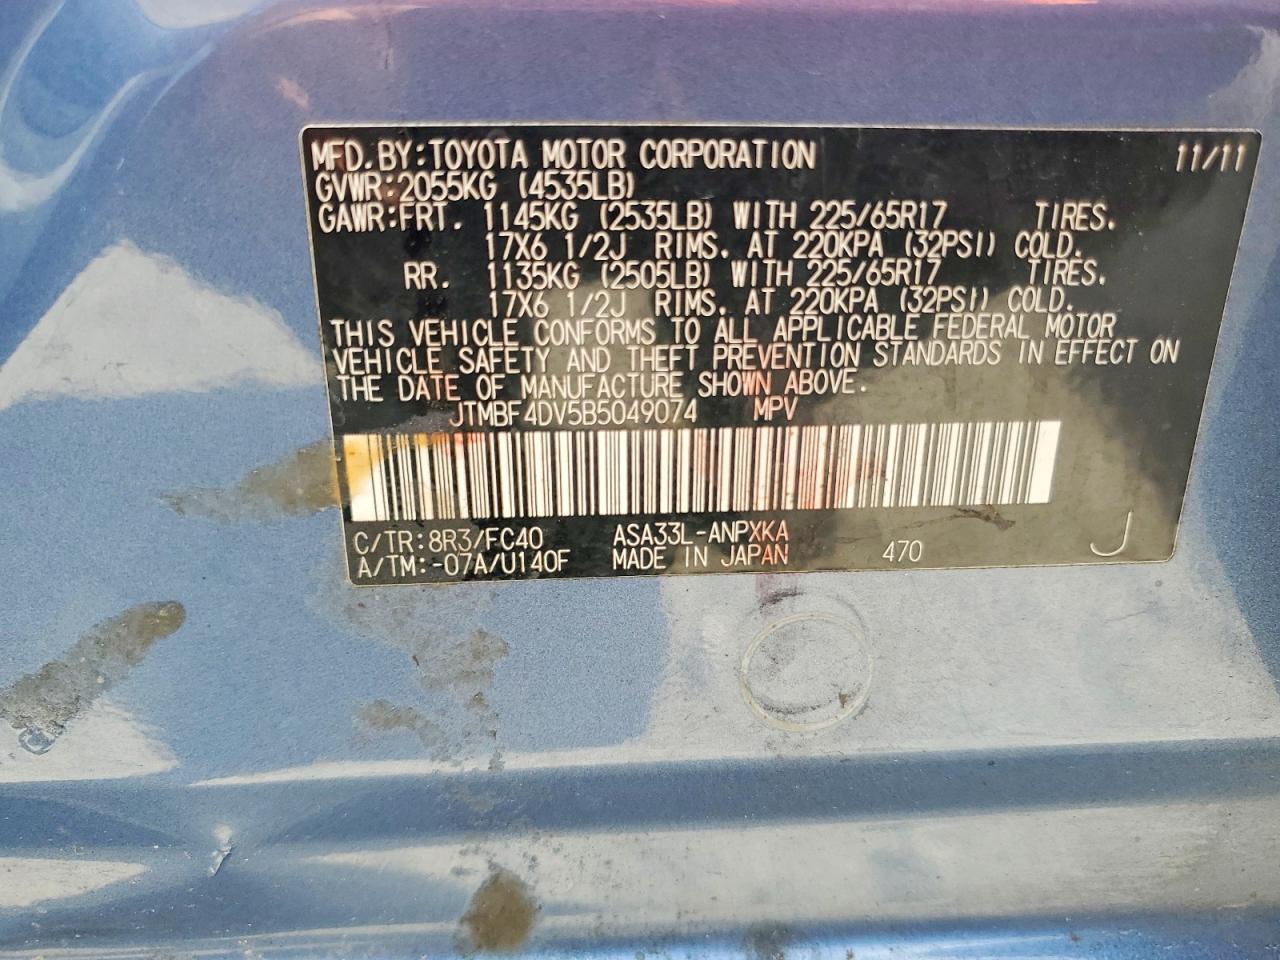 MFD.BY:TOYOTA MOTOR CORPORATION 11/11
GVWR:2055KG (4535LB)
GAWR:FRT. 1145KG (2535LB) WITH 225/65R17 TIRES.
17X6 1/2J RIMS. AT 220KPA (32PSI) COLD.
RR. 1135KG (2505LB) WITH 225/65R17 TIRES.
17X6 1/2J RIMS. AT 220KPA (32PSI) COLD.
THIS VEHICLE CONFORMS TO ALL APPLICABLE FEDERAL MOTOR
VEHICLE SAFETY AND THEFT PREVENTION STANDARDS IN EFFECT ON
THE DATE OF MANUFACTURE SHOWN ABOVE.
JTMBF4DV5B5049074 MPV
C/TR:8R3/FC40 ASA33L-ANPXKA
A/TM:-07A/U140F MADE IN JAPAN 470 J